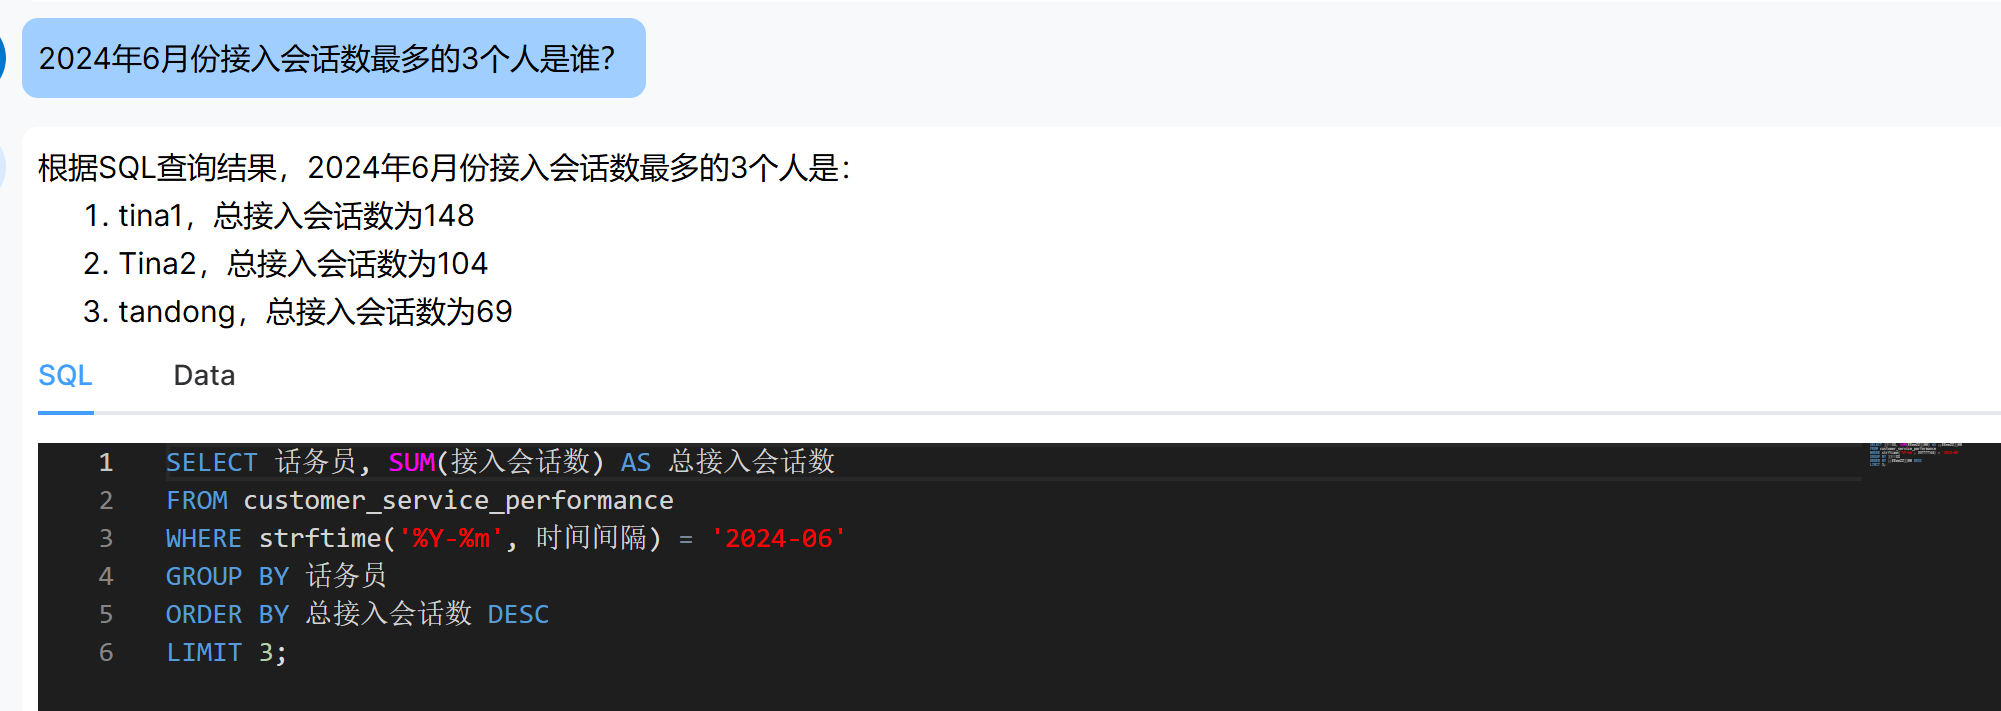 2024年6月份接入会话数最多的3个人是谁?
根据SQL查询结果，2024年6月份接入会话数最多的3个人是：
1. tina1，总接入会话数为148
2. Tina2，总接入会话数为104
3. tandong，总接入会话数为69
SQL Data
1 SELECT 话务员, SUM(接入会话数) AS 总接入会话数
2 FROM customer_service_performance
3 WHERE strftime('%Y-%m', 时间间隔) = '2024-06'
4 GROUP BY 话务员
5 ORDER BY 总接入会话数 DESC
6 LIMIT 3;